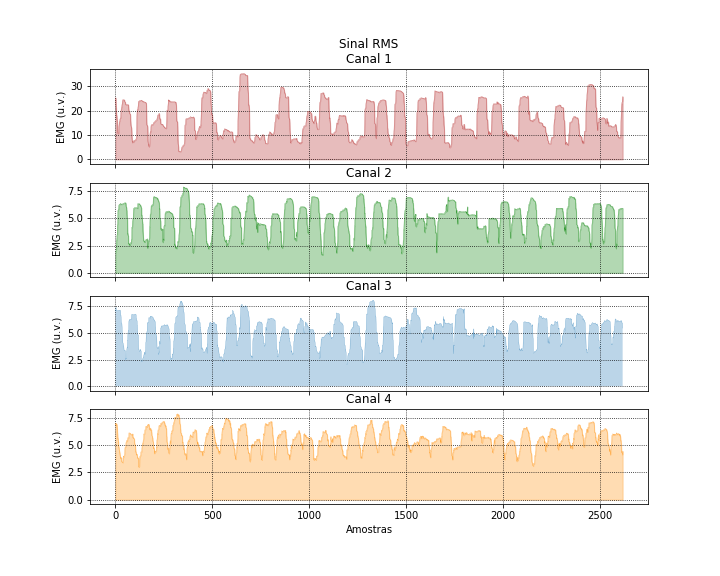 Sinal RMS
Canal 1
EMG (u.v.)
30
20
10
0
Canal 2
EMG (u.v.)
7.5
5.0
2.5
0.0
Canal 3
EMG (u.v.)
7.5
5.0
2.5
0.0
Canal 4
EMG (u.v.)
7.5
5.0
2.5
0.0
0 500 1000 1500 2000 2500
Amostras